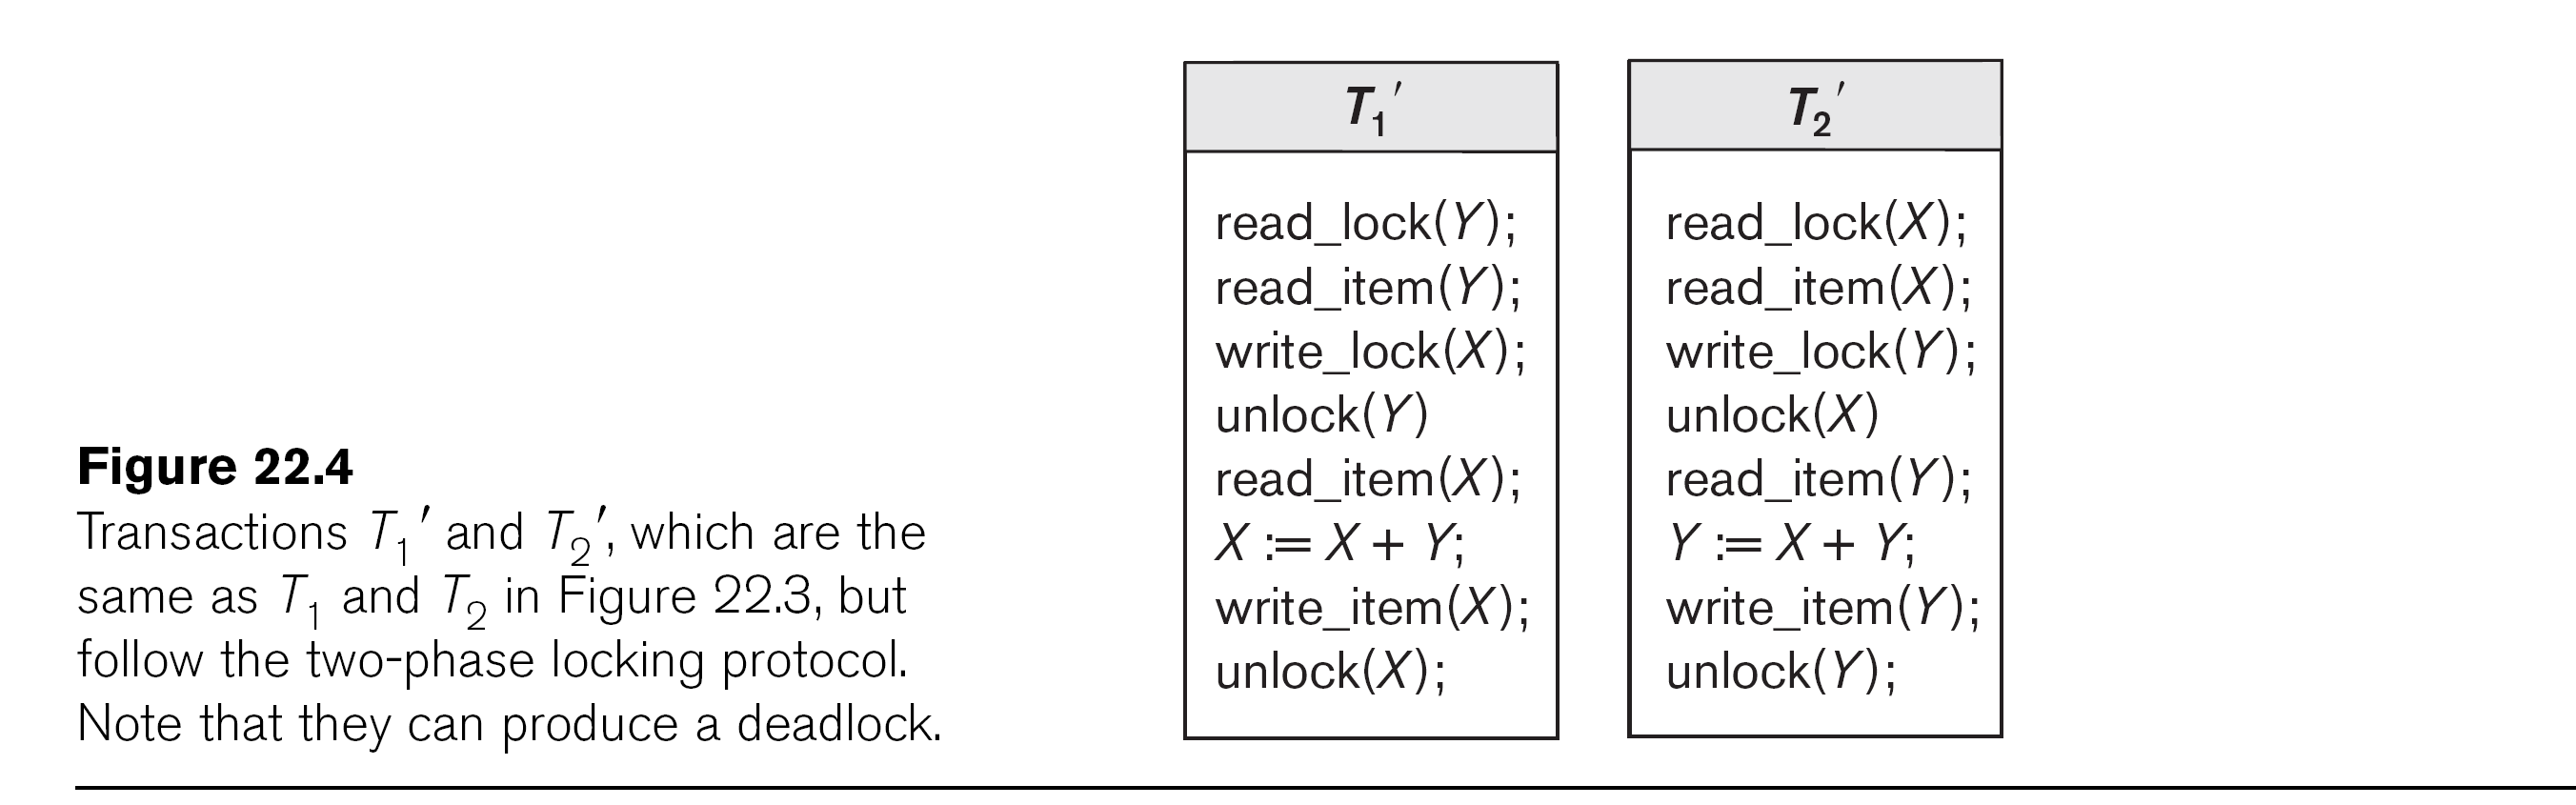 Figure 22.4
Transactions T₁′ and T₂′, which are the
same as T₁ and T₂ in Figure 22.3, but
follow the two-phase locking protocol.
Note that they can produce a deadlock.
T₁′
read_lock(Y);
read_item(Y);
write_lock(X);
unlock(Y)
read_item(X);
X := X + Y;
write_item(X);
unlock(X);
T₂′
read_lock(X);
read_item(X);
write_lock(Y);
unlock(X)
read_item(Y);
Y := X + Y;
write_item(Y);
unlock(Y);